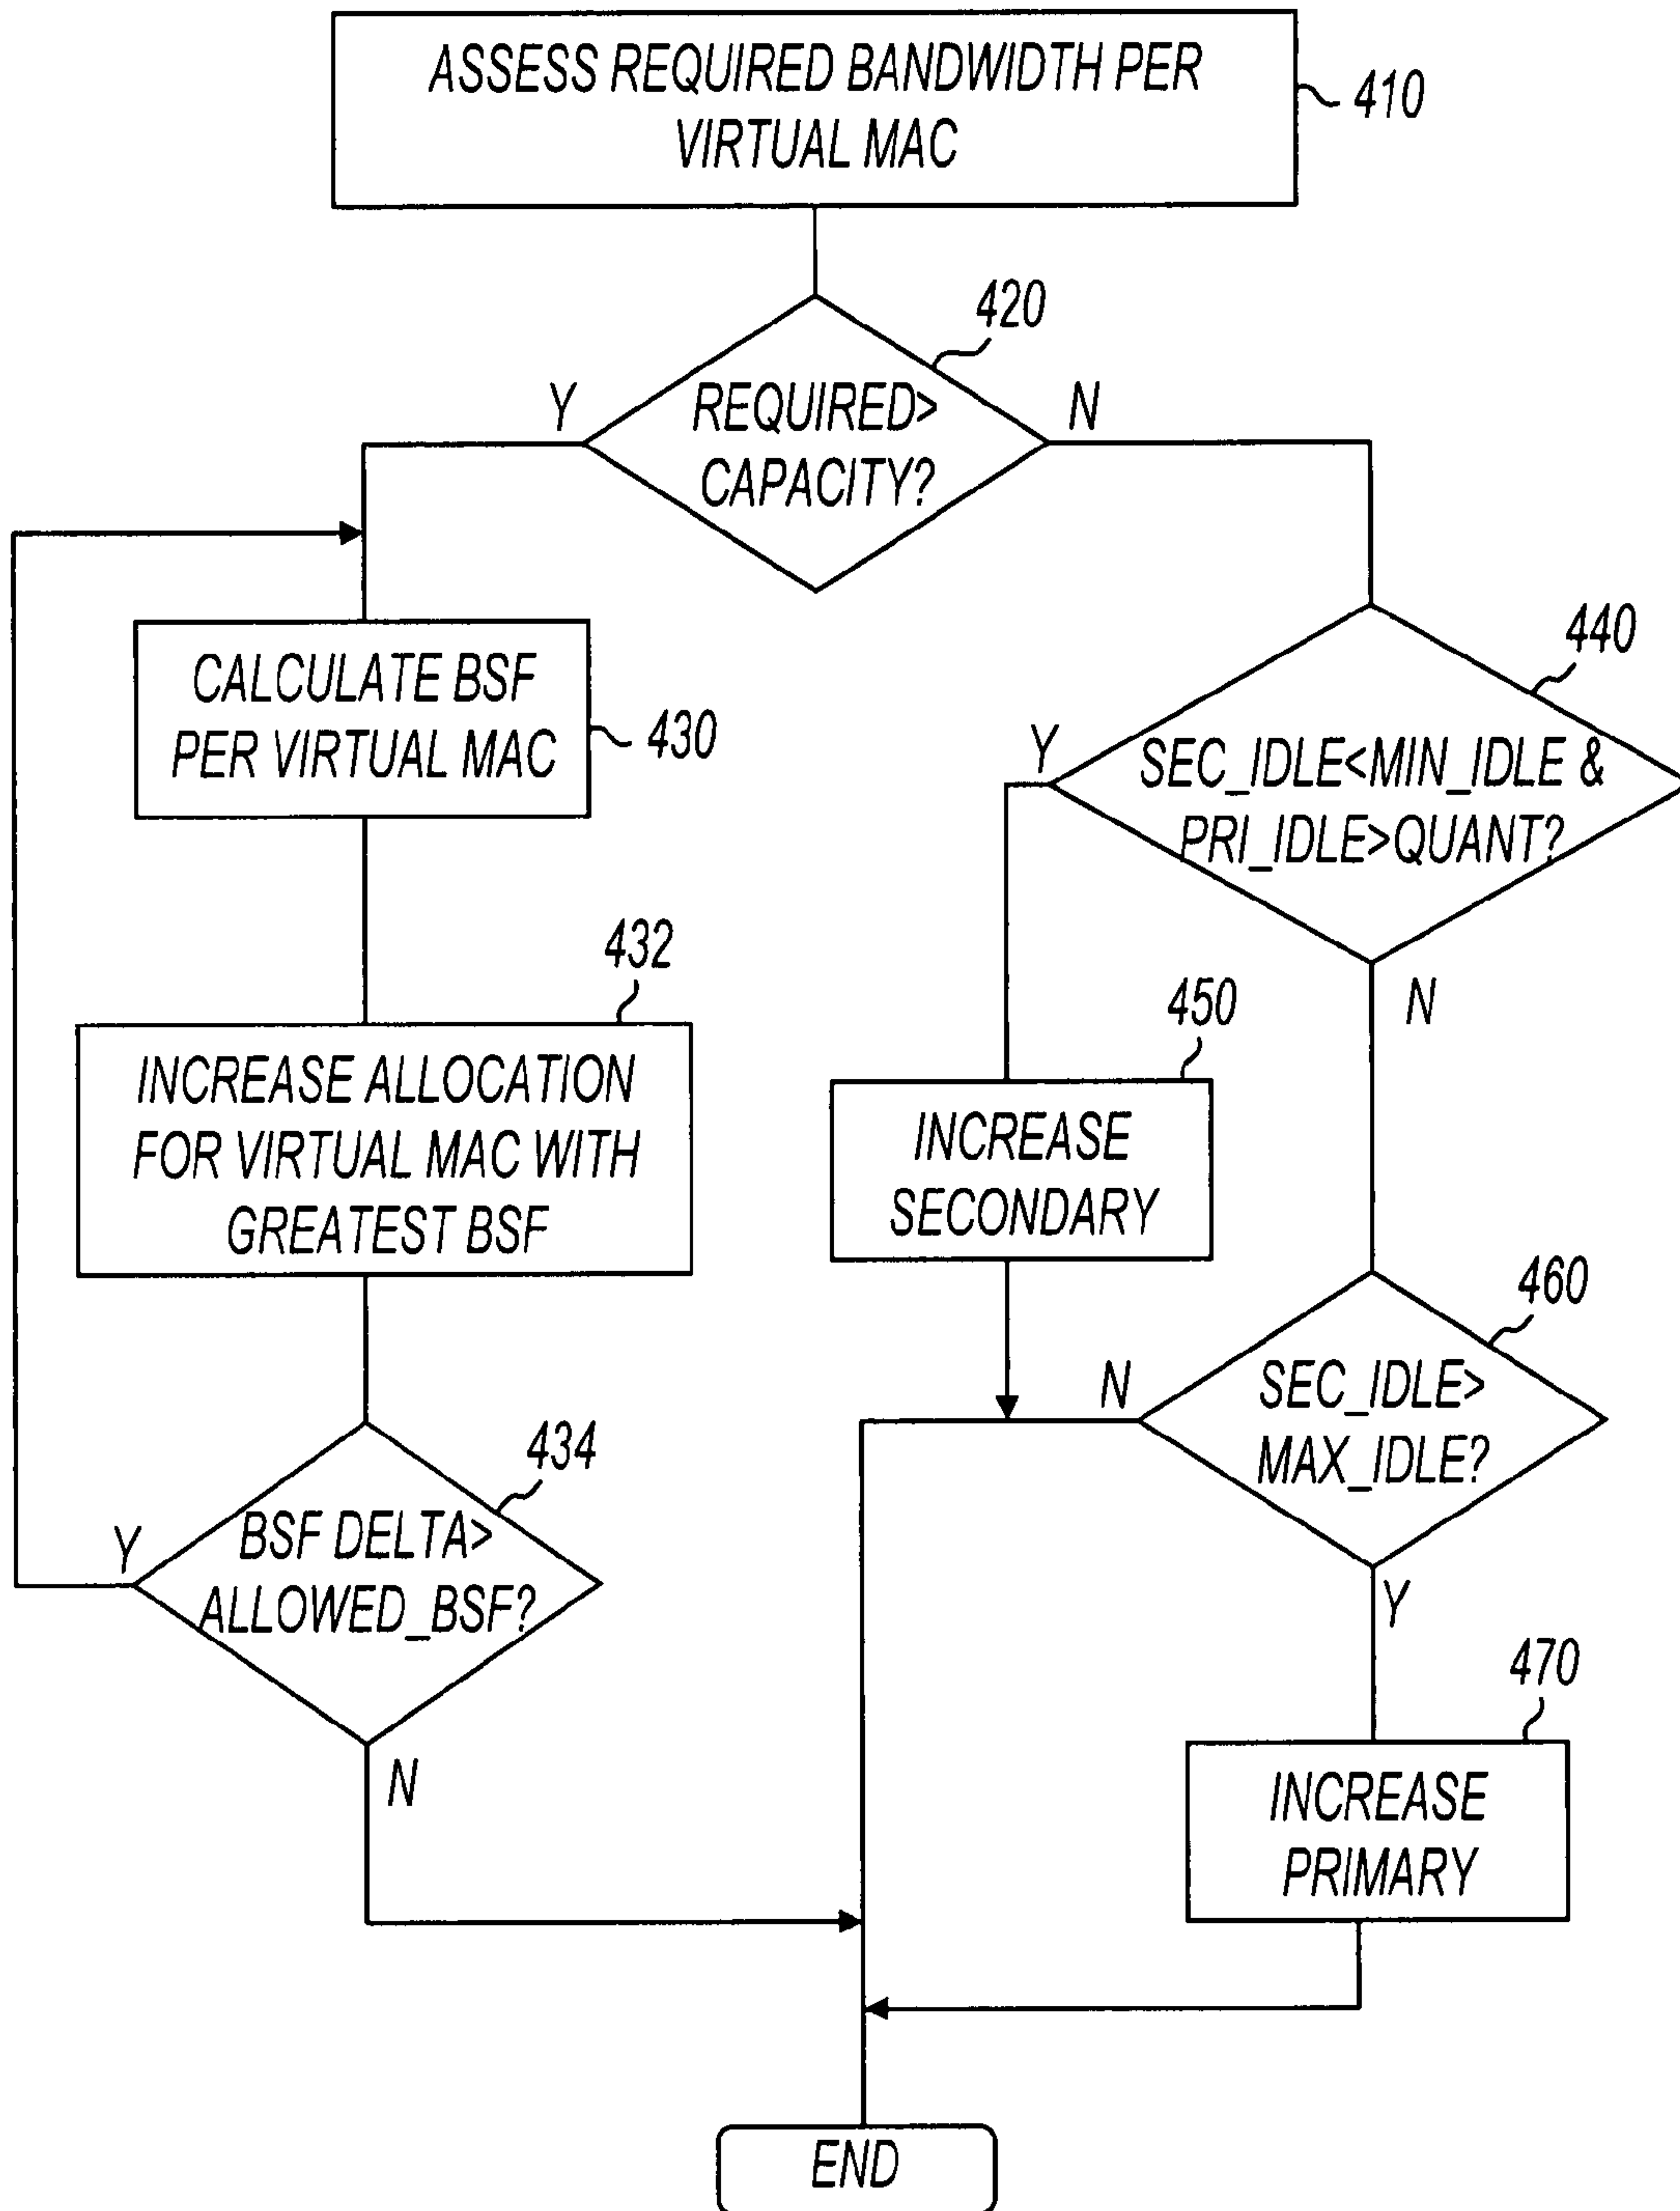 ASSESS REQUIRED BANDWIDTH PER
VIRTUAL MAC
410
420
Y
REQUIRED>
CAPACITY?
N
CALCULATE BSF
PER VIRTUAL MAC
430
440
Y
SEC_IDLE<MIN_IDLE &
PRI_IDLE>QUANT?
N
432
INCREASE ALLOCATION
FOR VIRTUAL MAC WITH
GREATEST BSF
450
INCREASE
SECONDARY
460
N
SEC_IDLE>
MAX_IDLE?
Y
434
Y
BSF DELTA>
ALLOWED_BSF?
N
470
INCREASE
PRIMARY
END